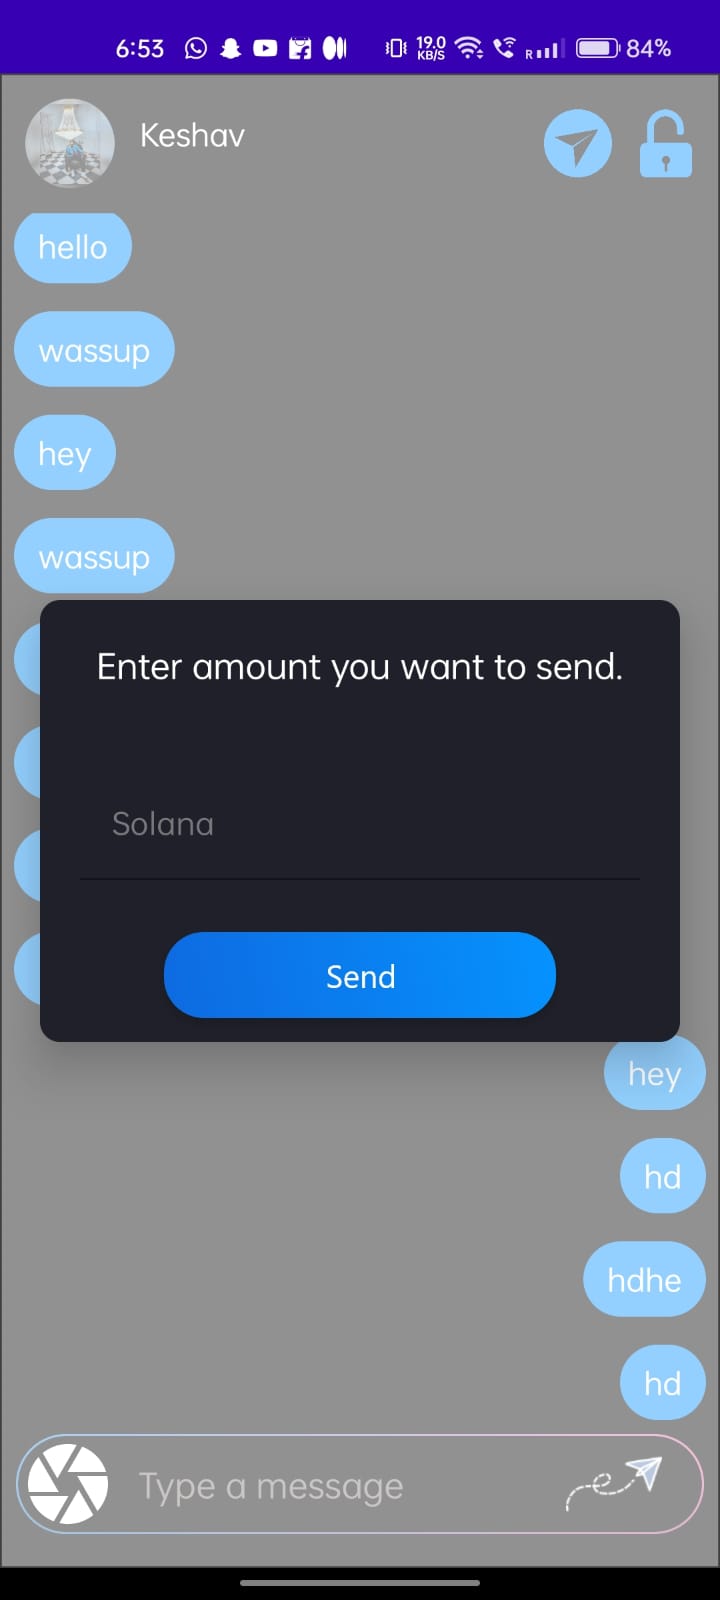 6:53
19.0
KB/S
R
84%
Keshav
hello
wassup
hey
wassup
Enter amount you want to send.
Solana
Send
hey
hd
hdhe
hd
Type a message